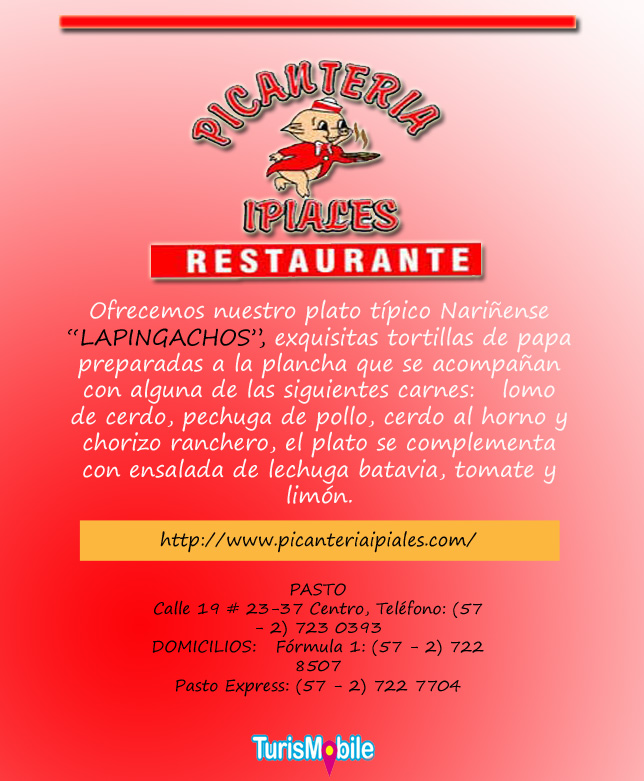 PICANTERIA
IPIALES
RESTAURANTE
Ofrecemos nuestro plato típico Nariñense
“LAPINGACHOS”, exquisitas tortillas de papa
preparadas a la plancha que se acompañan
con alguna de las siguientes carnes: lomo
de cerdo, pechuga de pollo, cerdo al horno y
chorizo ranchero, el plato se complementa
con ensalada de lechuga batavia, tomate y
limón.
http://www.picanteriaipiales.com/
PASTO
Calle 19 # 23-37 Centro, Teléfono: (57
- 2) 723 0393
DOMICILIOS: Fórmula 1: (57 - 2) 722
8507
Pasto Express: (57 - 2) 722 7704
TurisMobile